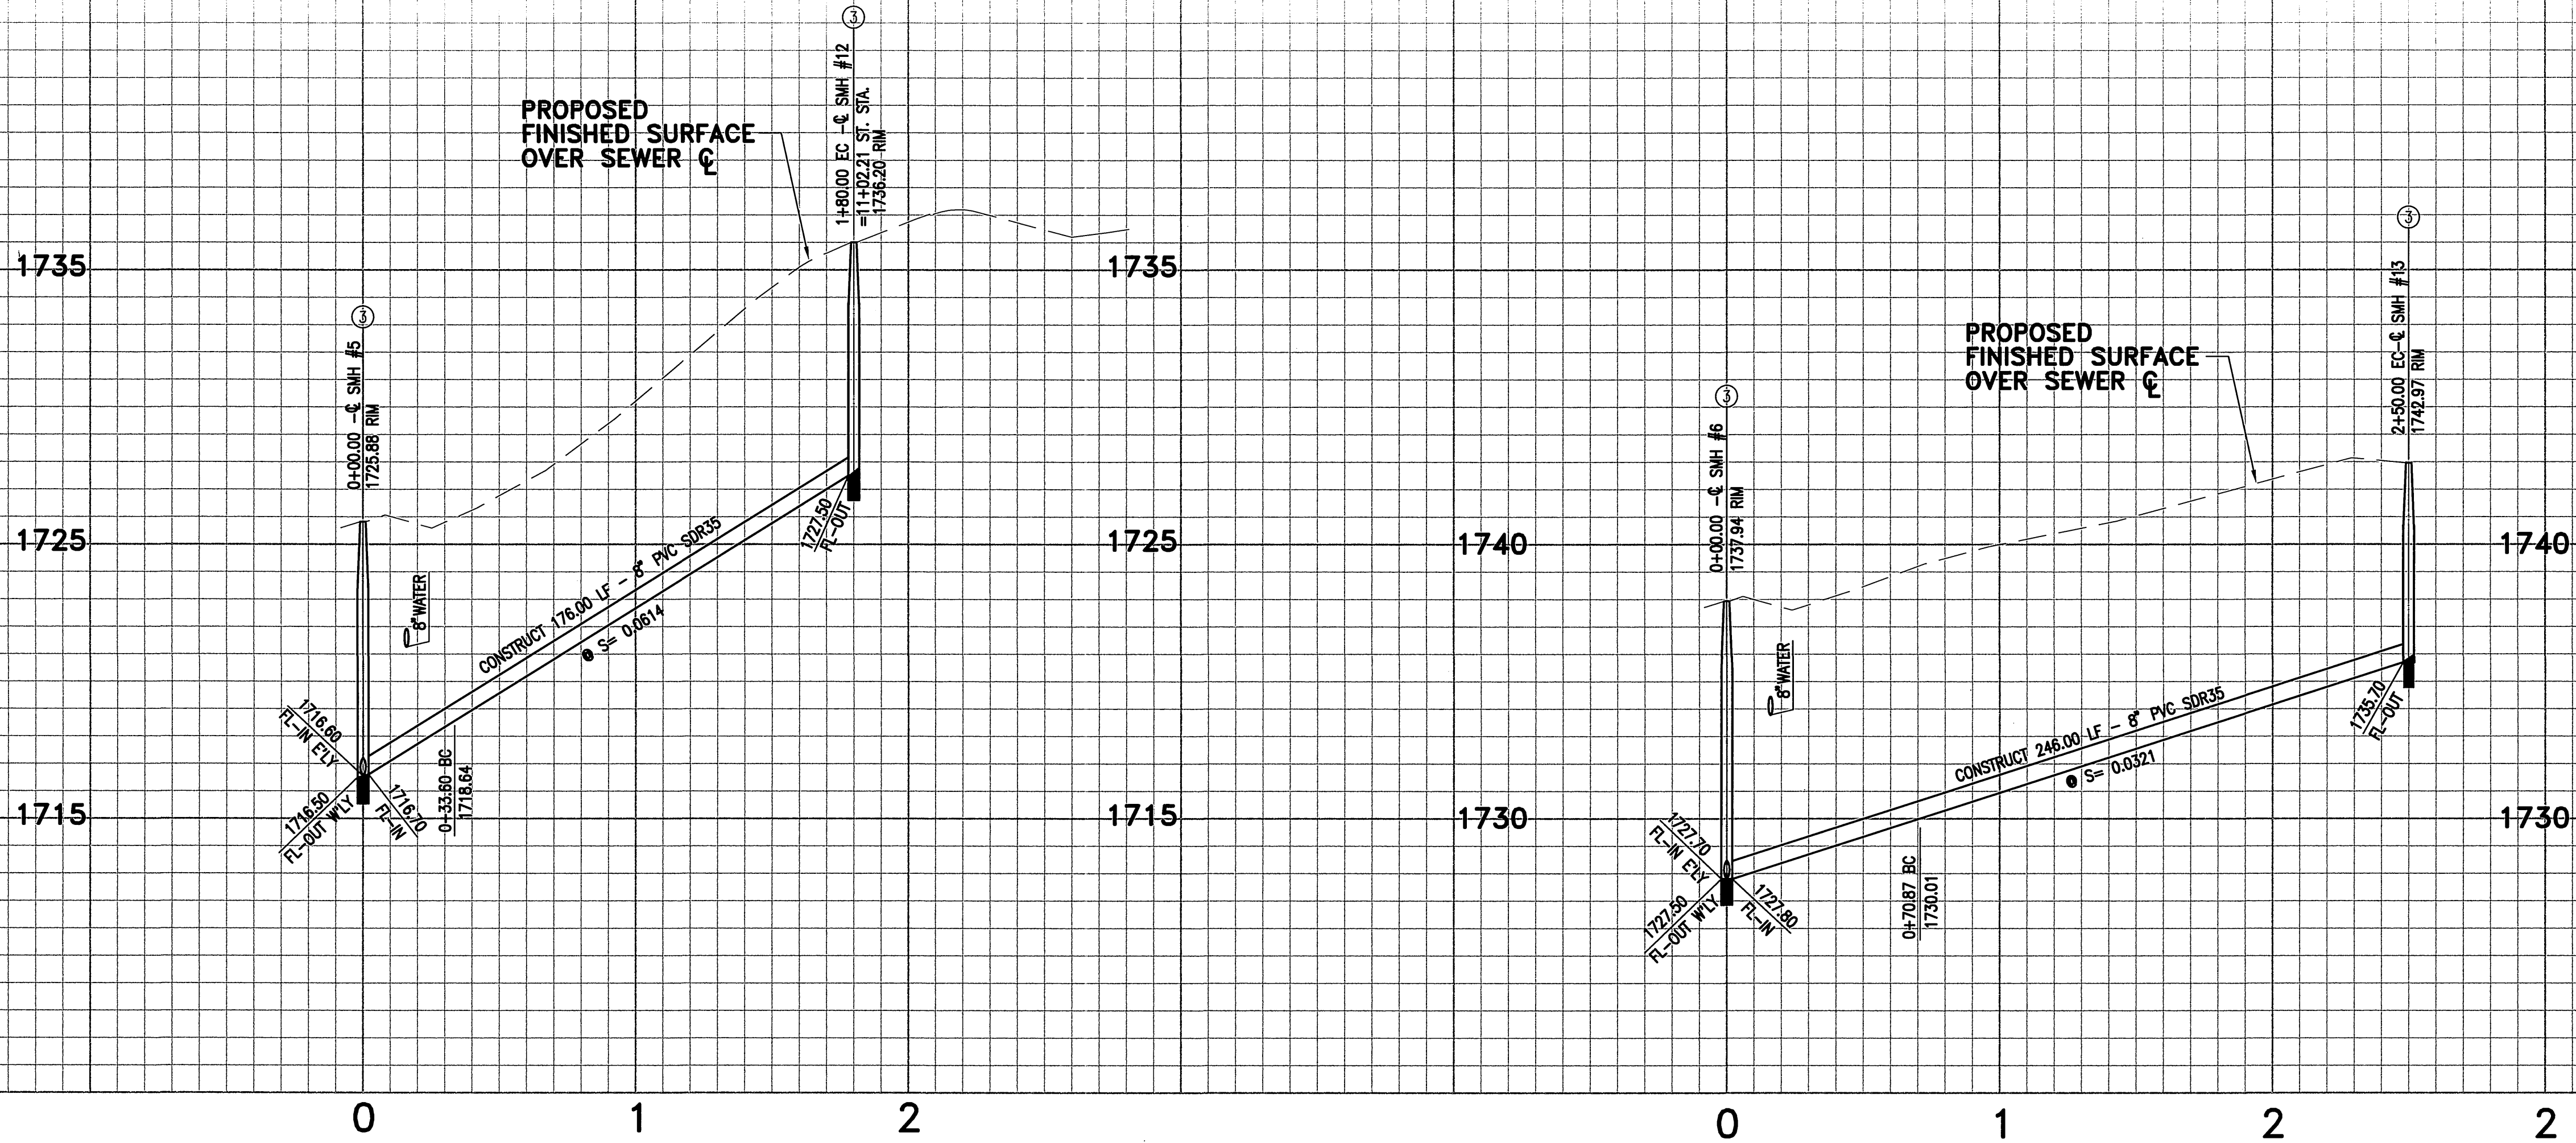 3
1+80.00 EC -℄ SMH #12
=11+02.21 ST. STA.
1736.20 RIM
PROPOSED
FINISHED SURFACE
OVER SEWER ℄
1735
1735
3
0+00.00 -℄ SMH #5
1725.88 RIM
1725
1725
8" WATER
CONSTRUCT 176.00 LF - 8" PVC SDR35
@ S= 0.0614
1727.50
FL-OUT
1716.60
FL-IN E'LY
1716.50
FL-OUT W'LY
1716.70
FL-IN
0+33.60 BC
1718.64
1715
1715
0
1
2
3
2+50.00 EC-℄ SMH #13
1742.97 RIM
PROPOSED
FINISHED SURFACE
OVER SEWER ℄
3
0+00.00 -℄ SMH #6
1737.94 RIM
1740
1740
8" WATER
CONSTRUCT 246.00 LF - 8" PVC SDR35
@ S= 0.0321
1735.70
FL-OUT
1727.70
FL-IN E'LY
1727.50
FL-OUT W'LY
1727.80
FL-IN
0+70.87 BC
1730.01
1730
1730
0
1
2
2